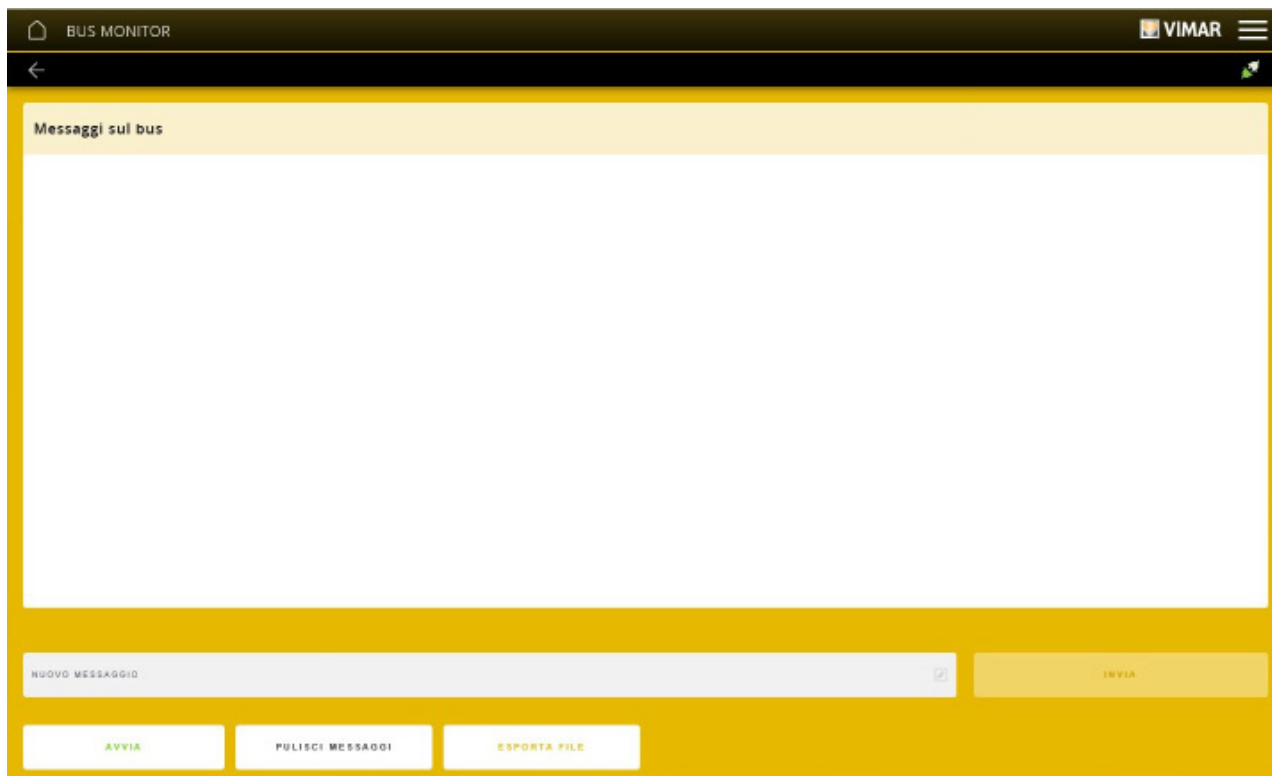 BUS MONITOR
VIMAR
Messaggi sul bus
NUOVO MESSAGGIO
INVIA
AVVIA
PULISCI MESSAGGI
ESPORTA FILE